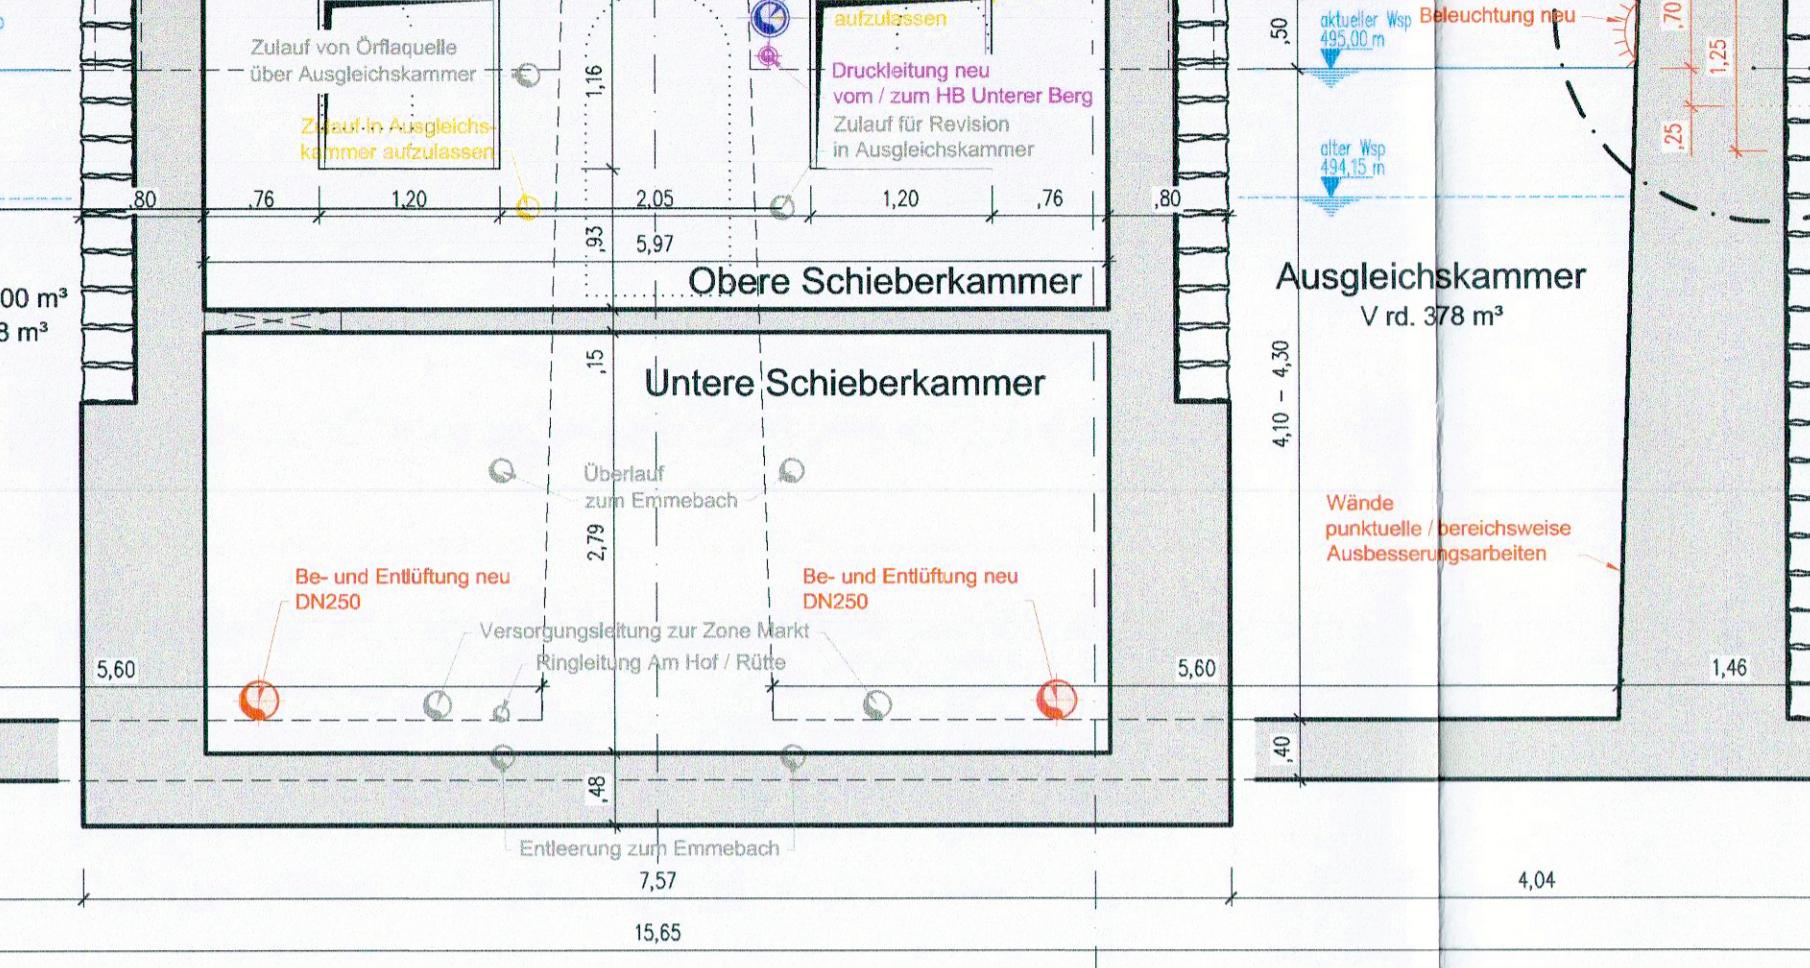 aufzulassen
aktueller Wsp
495,00 m
Beleuchtung neu
,50
,70
1,25
,25
Zulauf von Örflaquelle
über Ausgleichskammer
1,16
Druckleitung neu
vom / zum HB Unterer Berg
Zulauf für Revision
in Ausgleichskammer
Zulauf in Ausgleichs-
kammer aufzulassen
alter Wsp
494,15 m
,80
,76
1,20
2,05
1,20
,76
,80
,93
5,97
Obere Schieberkammer
Ausgleichskammer
V rd. 378 m³
00 m³
8 m³
,15
Untere Schieberkammer
4,10 – 4,30
Überlauf
zum Emmebach
2,79
Wände
punktuelle / bereichsweise
Ausbesserungsarbeiten
Be- und Entlüftung neu
DN250
Be- und Entlüftung neu
DN250
Versorgungsleitung zur Zone Markt
Ringleitung Am Hof / Rütte
5,60
5,60
1,46
,40
,48
Entleerung zum Emmebach
7,57
4,04
15,65